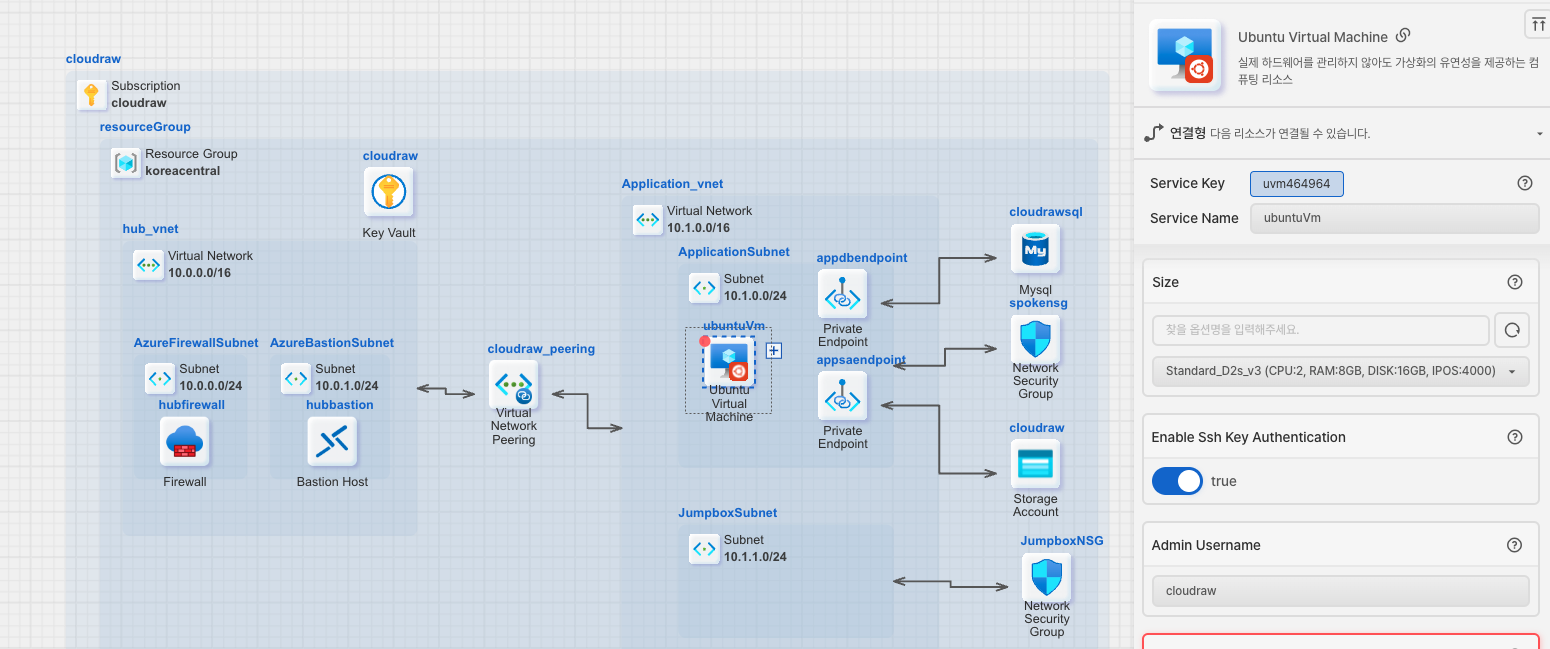 cloudraw
Subscription
cloudraw
resourceGroup
Resource Group
koreacentral
cloudraw
Key Vault
hub_vnet
Virtual Network
10.0.0.0/16
AzureFirewallSubnet
Subnet
10.0.0.0/24
hubfirewall
Firewall
AzureBastionSubnet
Subnet
10.0.1.0/24
hubbastion
Bastion Host
cloudraw_peering
Virtual
Network
Peering
Application_vnet
Virtual Network
10.1.0.0/16
ApplicationSubnet
Subnet
10.1.0.0/24
ubuntuVm
Ubuntu
Virtual
Machine
appdbendpoint
Private
Endpoint
appsaendpoint
Private
Endpoint
JumpboxSubnet
Subnet
10.1.1.0/24
cloudrawsql
My
Mysql
spokensg
Network
Security
Group
cloudraw
Storage
Account
JumpboxNSG
Network
Security
Group
Ubuntu Virtual Machine
실제 하드웨어를 관리하지 않아도 가상화의 유연성을 제공하는 컴
퓨팅 리소스
연결형 다음 리소스가 연결될 수 있습니다.
Service Key uvm464964
Service Name ubuntuVm
Size
찾을 옵션명을 입력해주세요.
Standard_D2s_v3 (CPU:2, RAM:8GB, DISK:16GB, IPOS:4000)
Enable Ssh Key Authentication
true
Admin Username
cloudraw